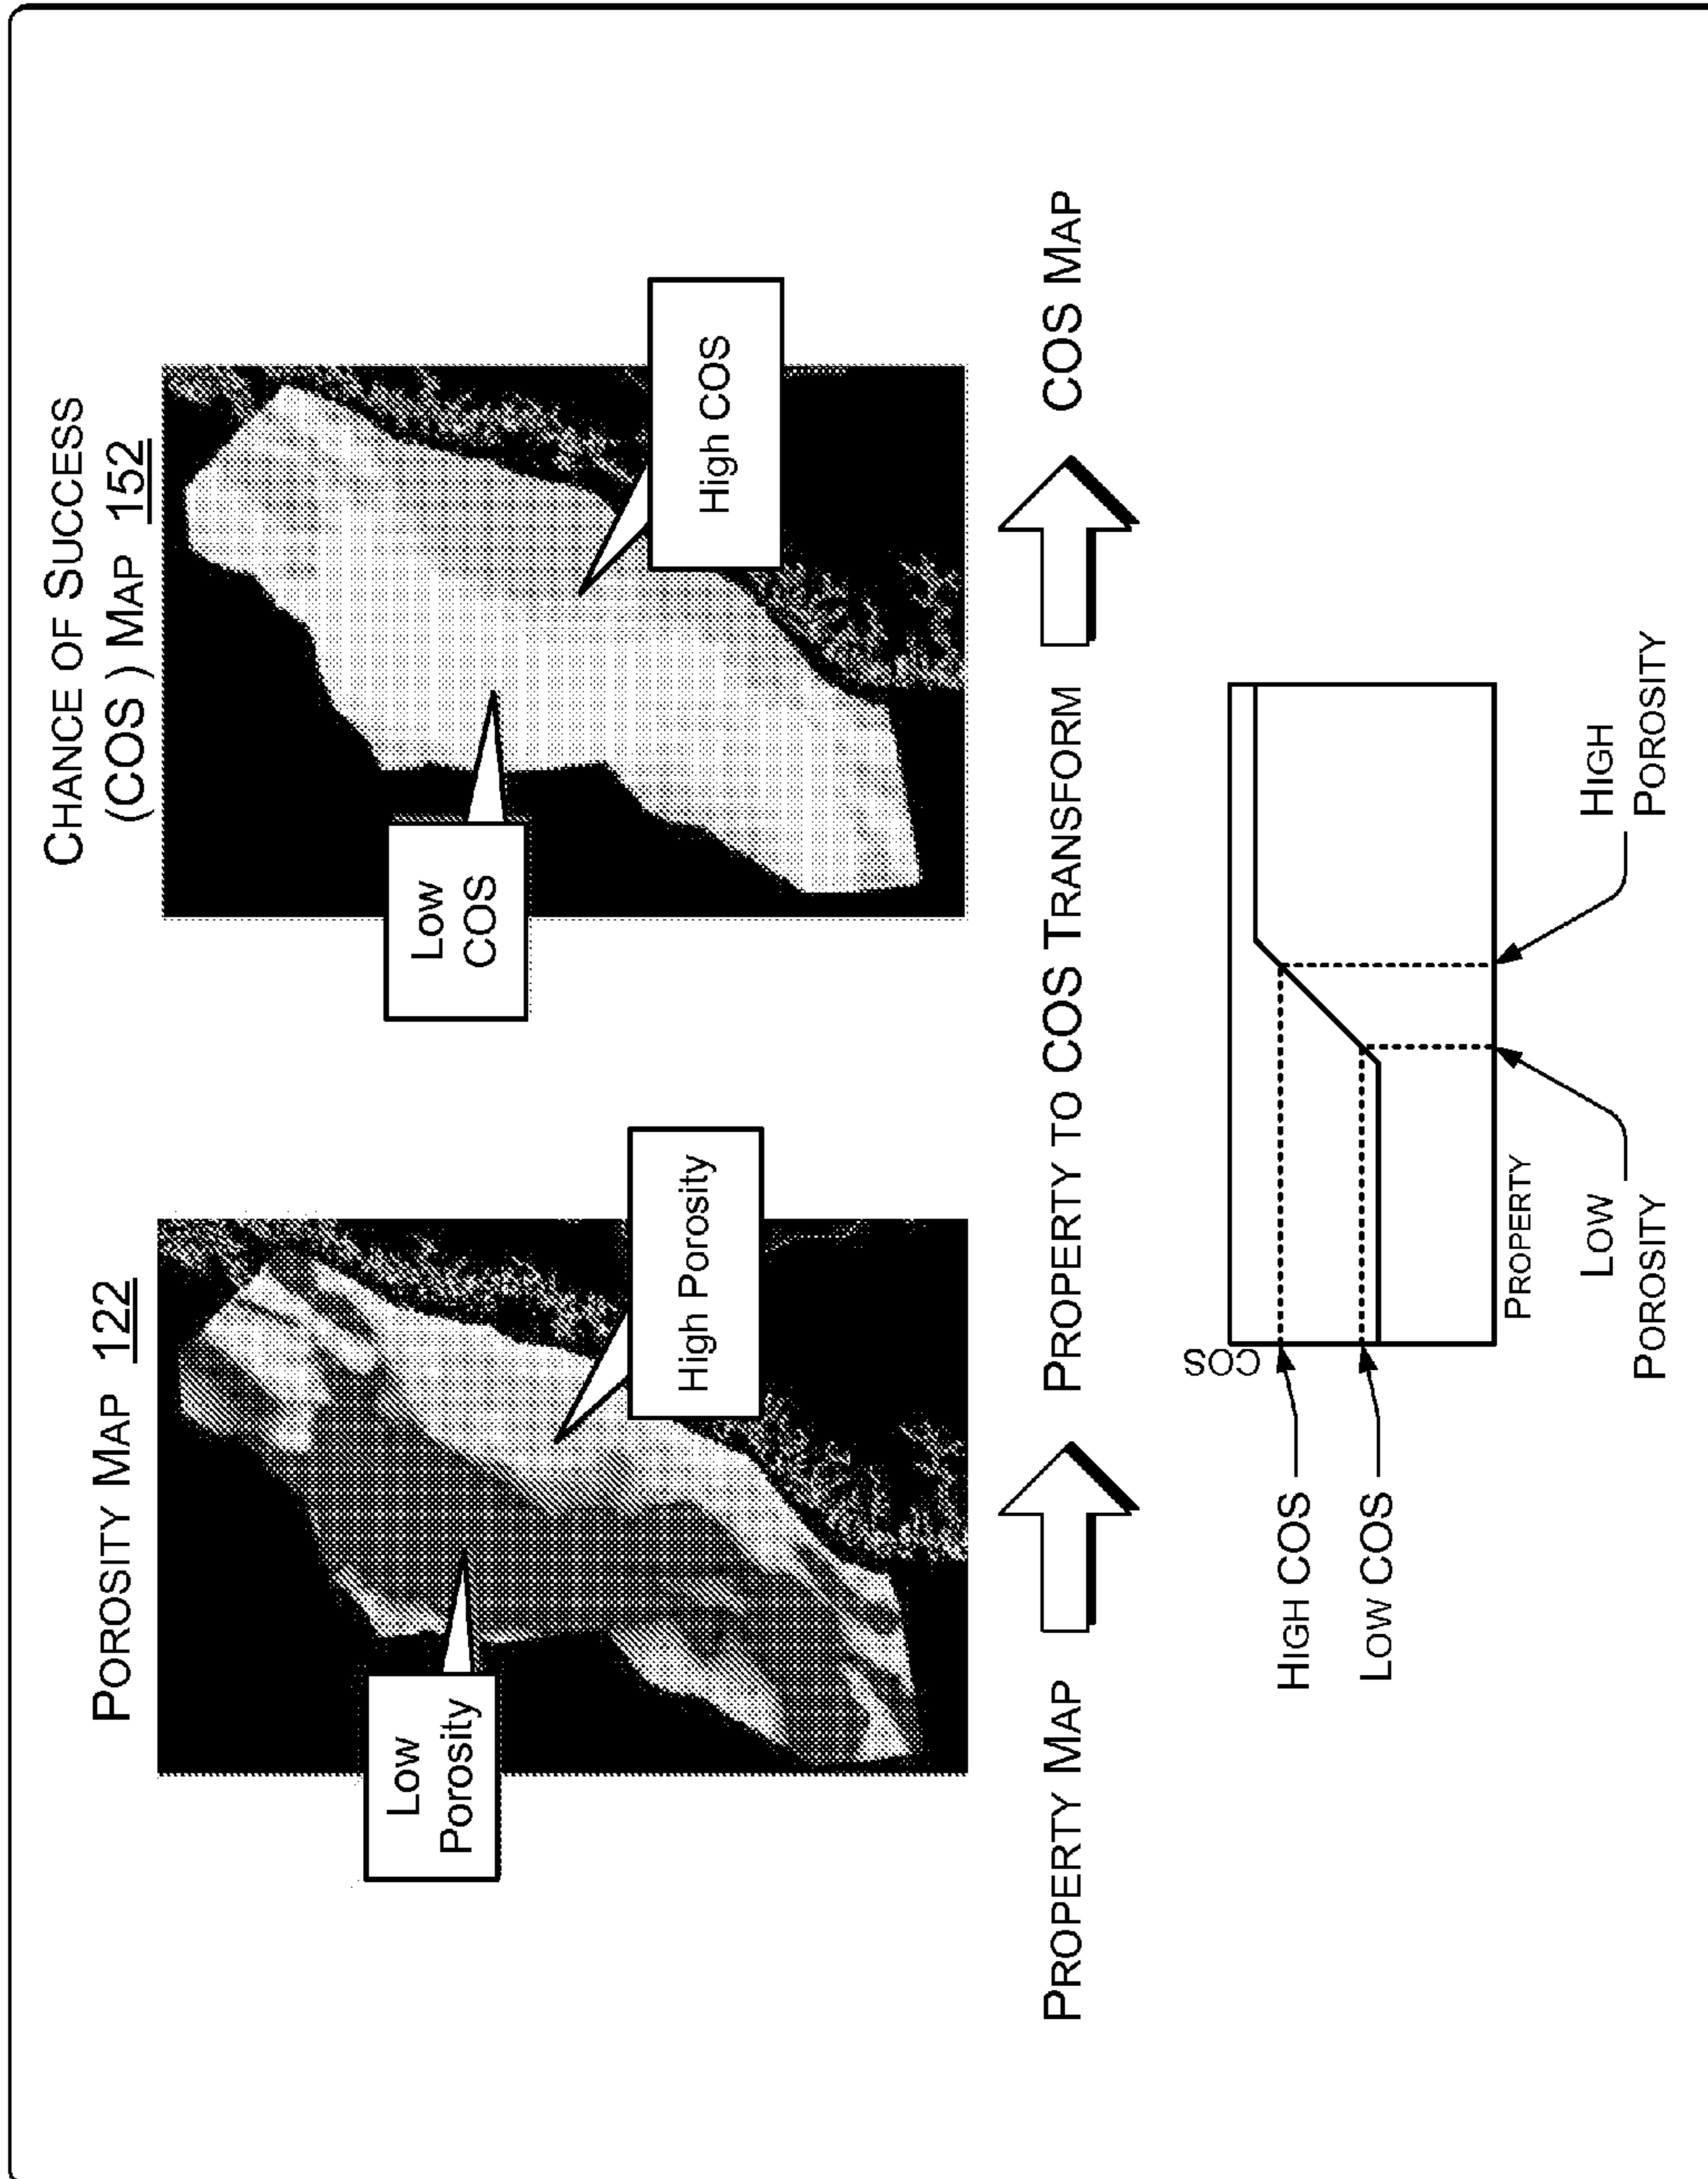 POROSITY MAP 122
CHANCE OF SUCCESS
(COS ) MAP 152
Low
Porosity
High Porosity
Low
COS
High COS
PROPERTY MAP
PROPERTY TO COS TRANSFORM
COS MAP
COS
HIGH COS
LOW COS
PROPERTY
LOW
POROSITY
HIGH
POROSITY